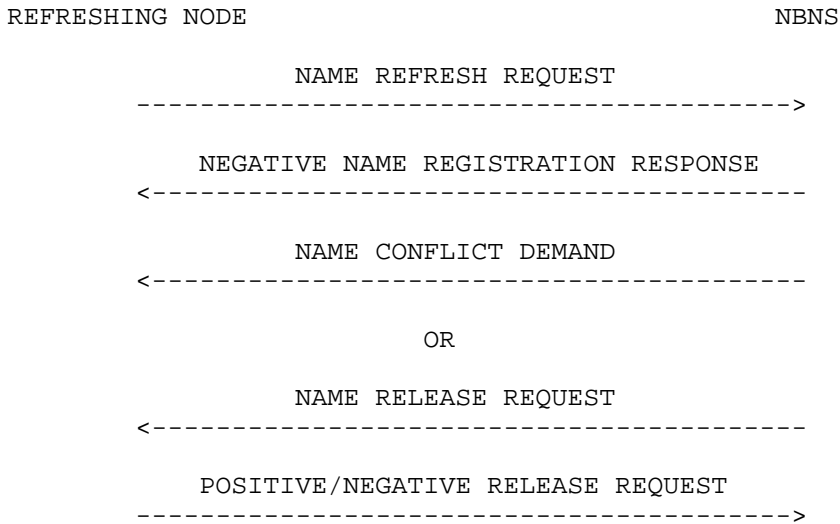 REFRESHING NODE NBNS
NAME REFRESH REQUEST
----------------------------------------->
NEGATIVE NAME REGISTRATION RESPONSE
<-----------------------------------------
NAME CONFLICT DEMAND
<-----------------------------------------
OR
NAME RELEASE REQUEST
<-----------------------------------------
POSITIVE/NEGATIVE RELEASE REQUEST
----------------------------------------->